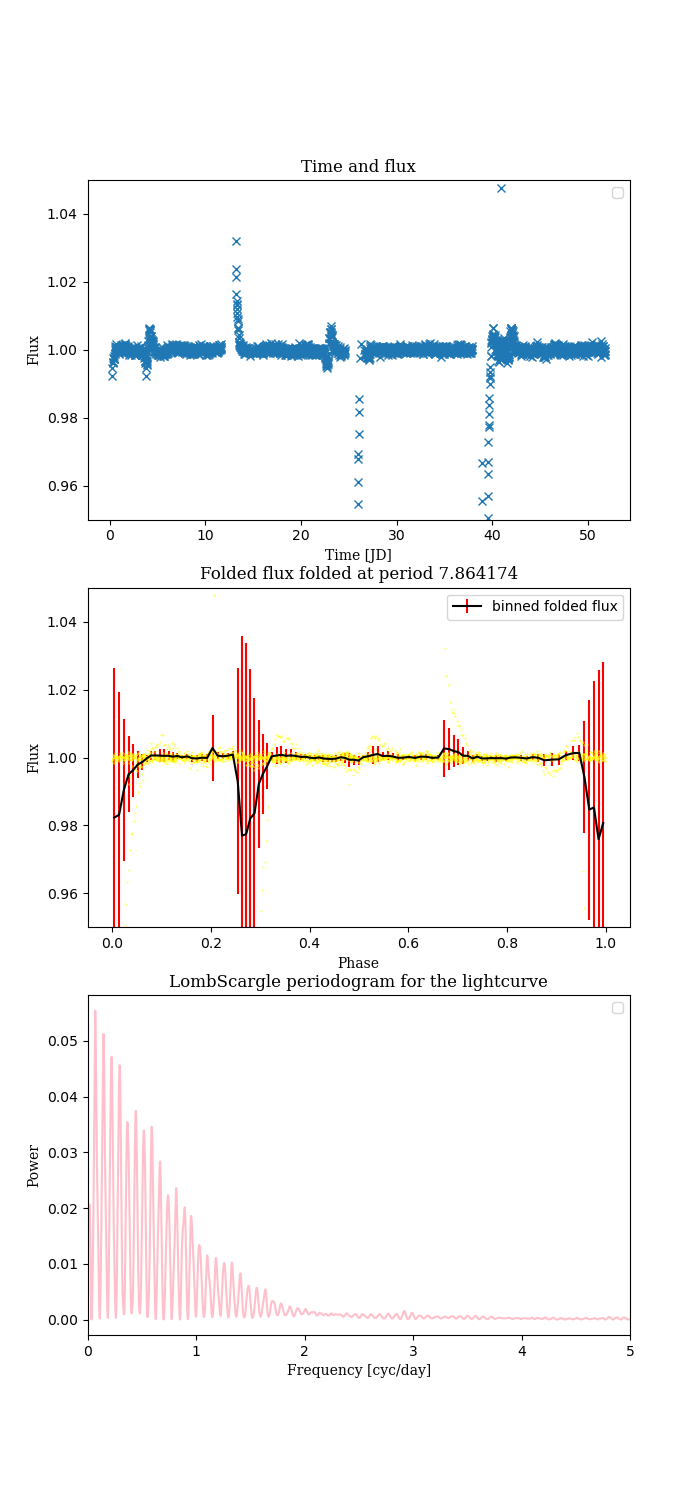 Time and flux
1.04
1.02
1.00
0.98
0.96
Flux
0 10 20 30 40 50
Time [JD]
Folded flux folded at period 7.864174
binned folded flux
1.04
1.02
1.00
0.98
0.96
Flux
0.0 0.2 0.4 0.6 0.8 1.0
Phase
LombScargle periodogram for the lightcurve
0.05
0.04
0.03
0.02
0.01
0.00
Power
0 1 2 3 4 5
Frequency [cyc/day]